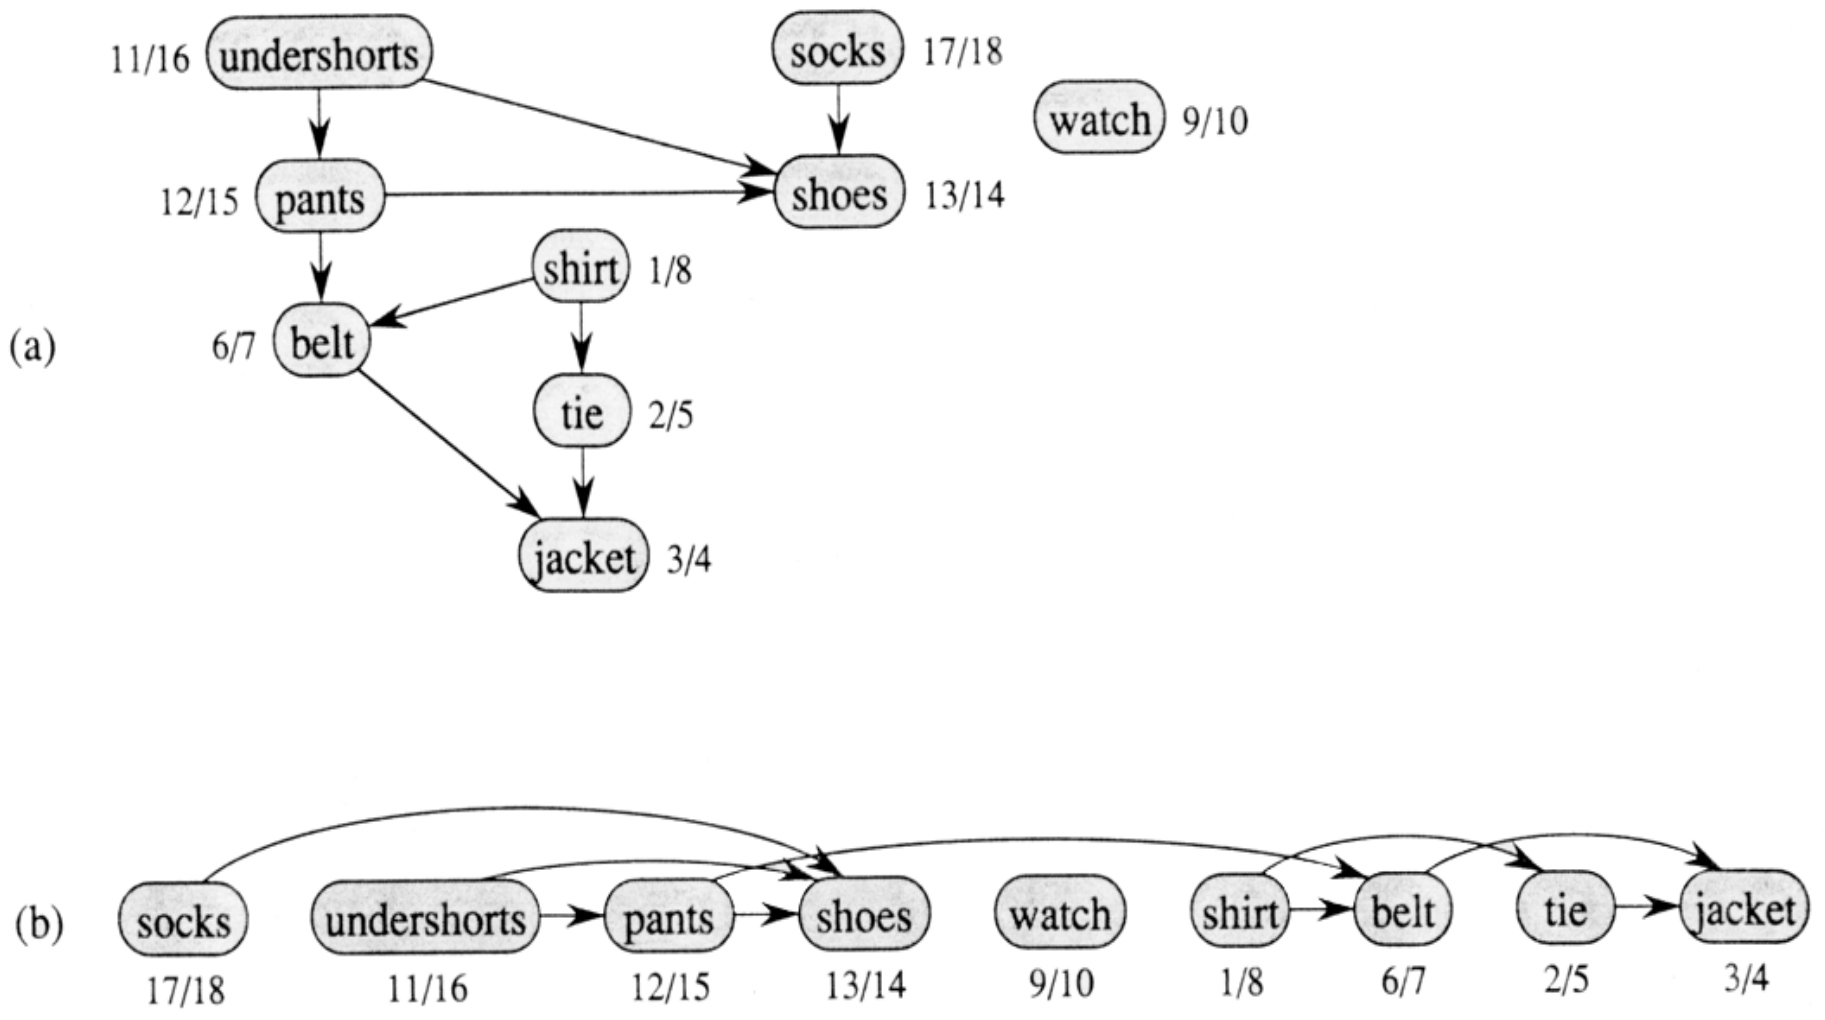 11/16 undershorts socks 17/18
watch 9/10
12/15 pants shoes 13/14
shirt 1/8
(a) 6/7 belt
tie 2/5
jacket 3/4
(b) socks undershorts pants shoes watch shirt belt tie jacket
17/18 11/16 12/15 13/14 9/10 1/8 6/7 2/5 3/4